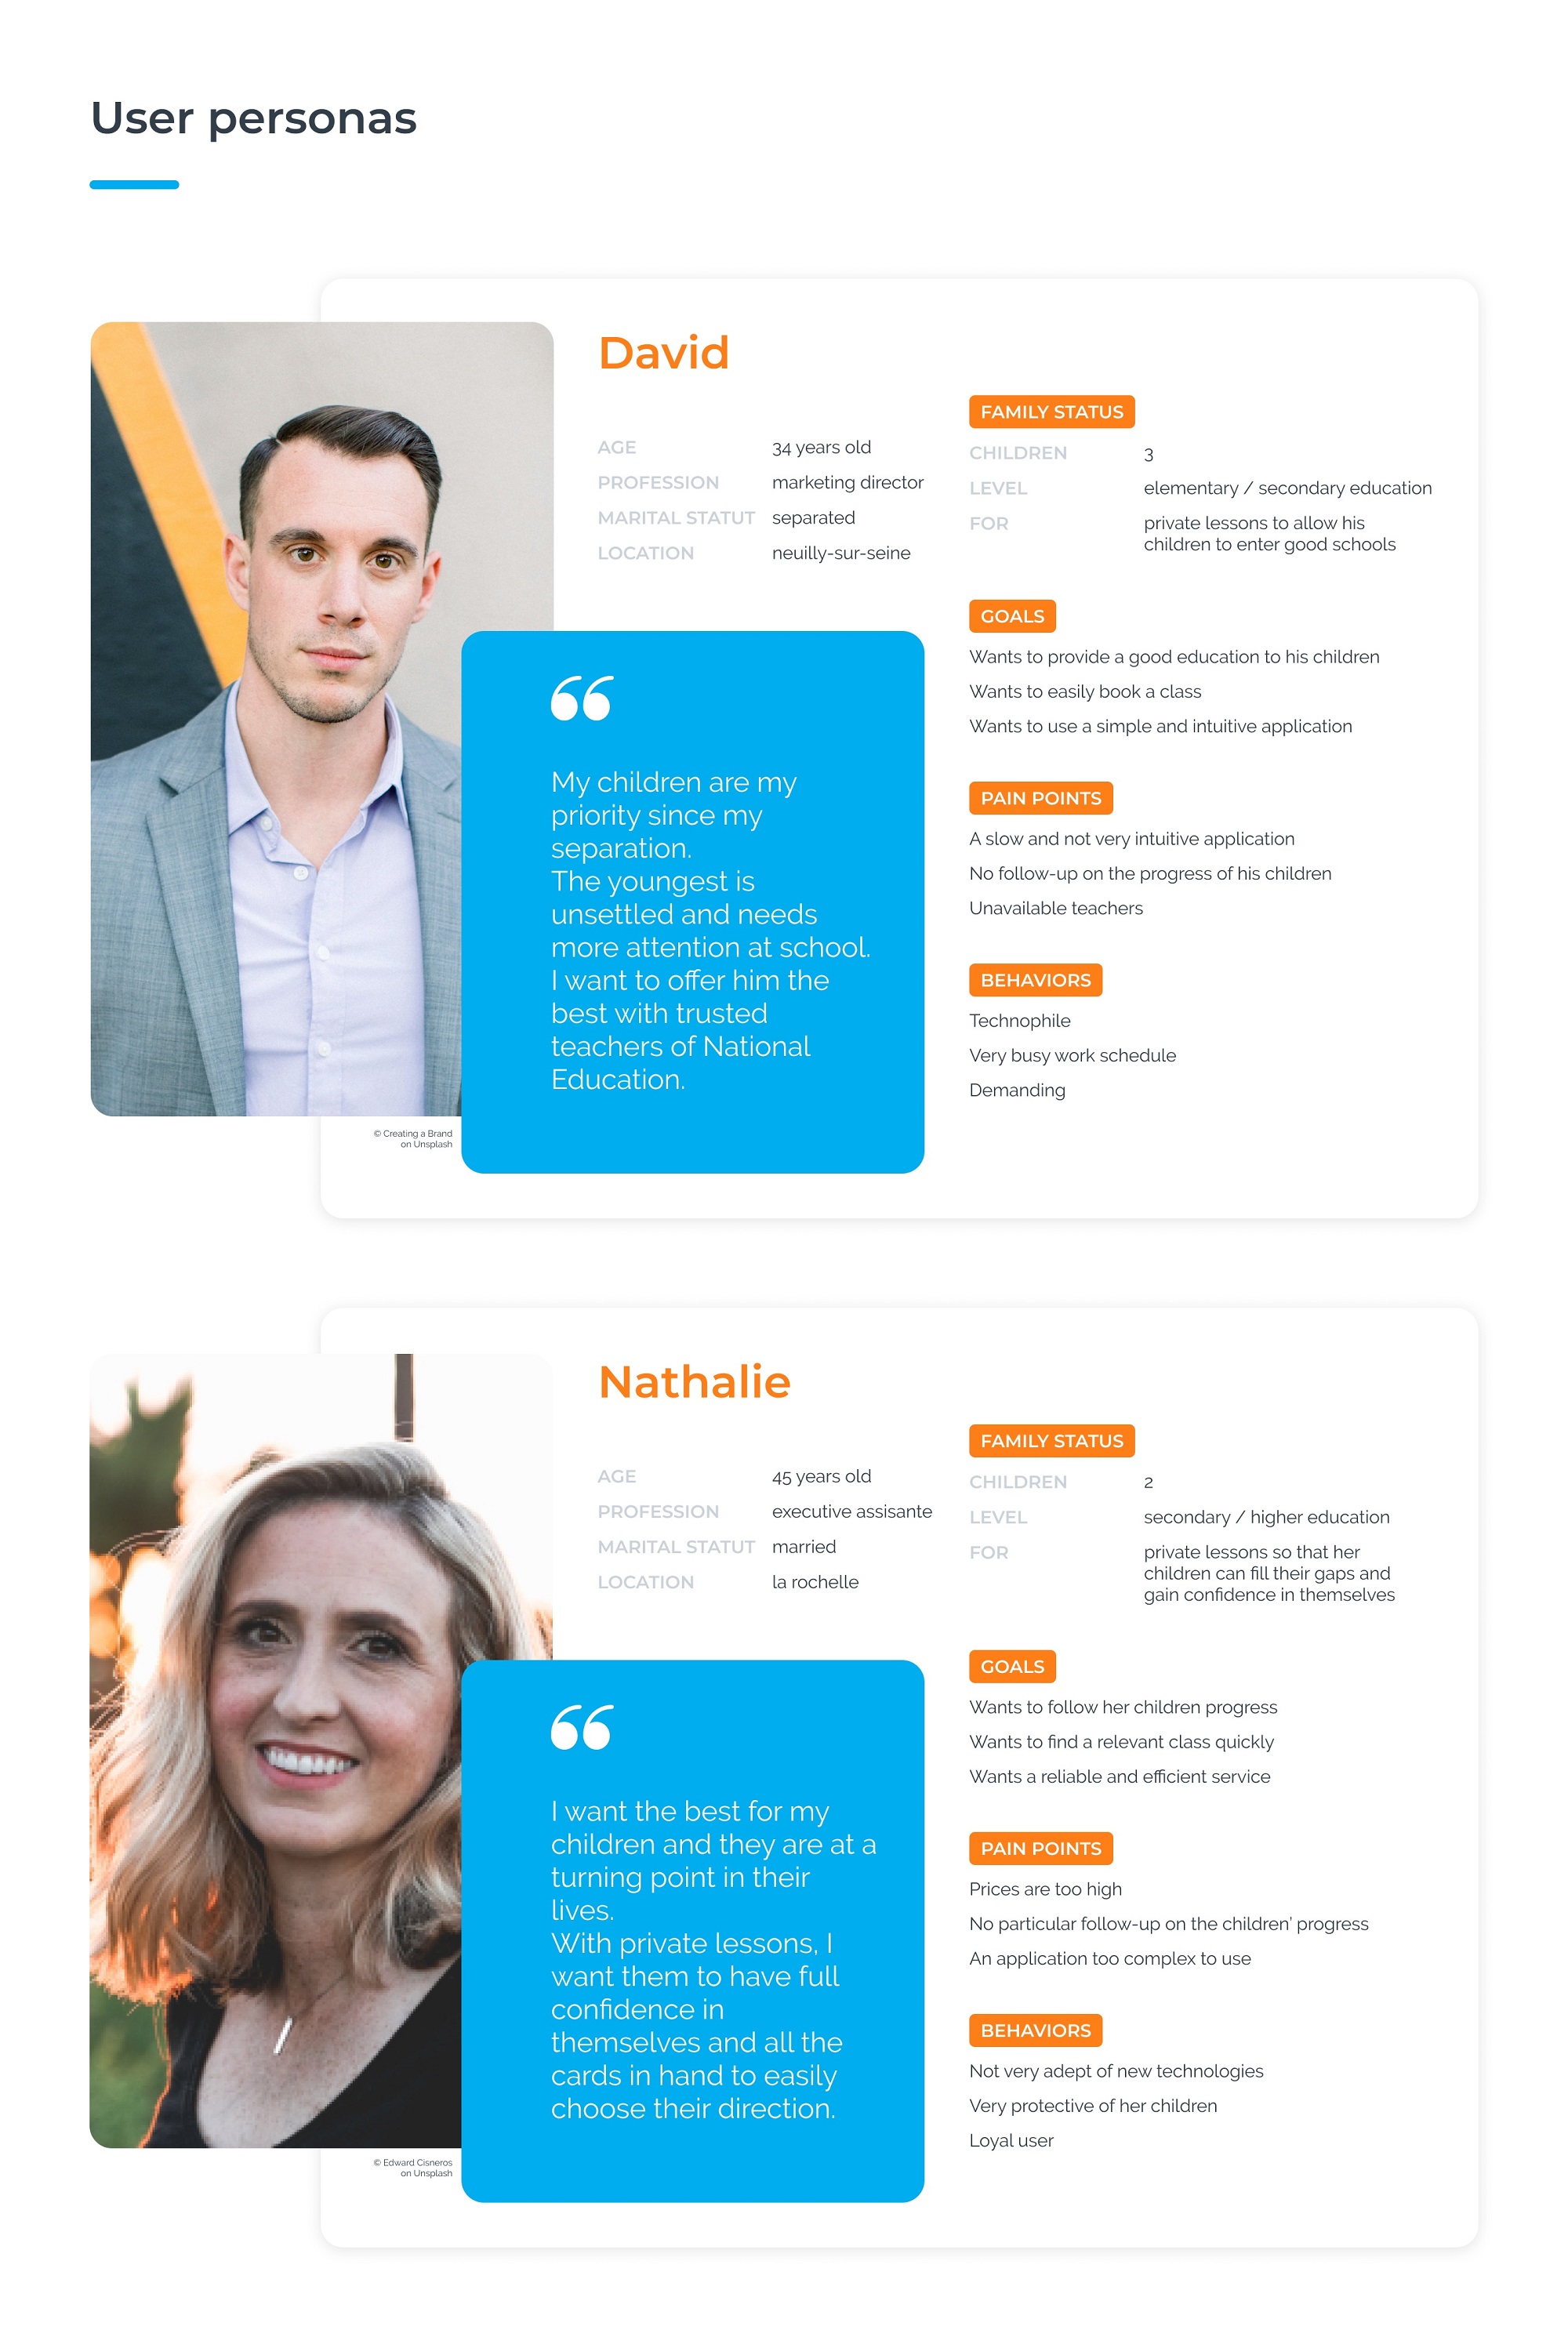 User personas
David
AGE 34 years old
PROFESSION marketing director
MARITAL STATUT separated
LOCATION neuilly-sur-seine
FAMILY STATUS
CHILDREN 3
LEVEL elementary / secondary education
FOR private lessons to allow his
children to enter good schools
GOALS
Wants to provide a good education to his children
Wants to easily book a class
Wants to use a simple and intuitive application
PAIN POINTS
A slow and not very intuitive application
No follow-up on the progress of his children
Unavailable teachers
BEHAVIORS
Technophile
Very busy work schedule
Demanding
“
My children are my
priority since my
separation.
The youngest is
unsettled and needs
more attention at school.
I want to offer him the
best with trusted
teachers of National
Education.
© Creating a Brand
on Unsplash
Nathalie
AGE 45 years old
PROFESSION executive assisante
MARITAL STATUT married
LOCATION la rochelle
FAMILY STATUS
CHILDREN 2
LEVEL secondary / higher education
FOR private lessons so that her
children can fill their gaps and
gain confidence in themselves
GOALS
Wants to follow her children progress
Wants to find a relevant class quickly
Wants a reliable and efficient service
PAIN POINTS
Prices are too high
No particular follow-up on the children’ progress
An application too complex to use
BEHAVIORS
Not very adept of new technologies
Very protective of her children
Loyal user
“
I want the best for my
children and they are at a
turning point in their
lives.
With private lessons, I
want them to have full
confidence in
themselves and all the
cards in hand to easily
choose their direction.
© Edward Cisneros
on Unsplash